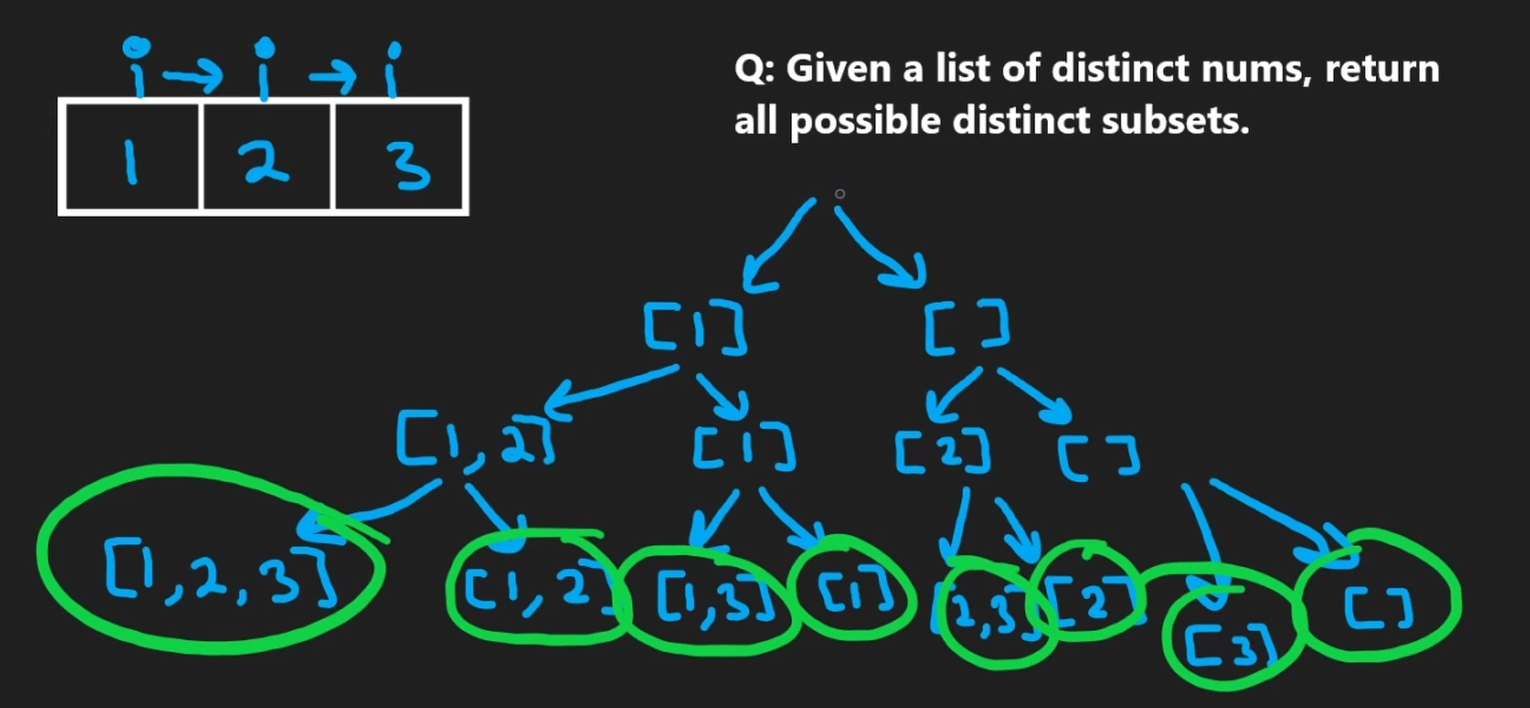 i → i → i
Q: Given a list of distinct nums, return
all possible distinct subsets.
1 2 3
[1] [ ]
[1,2] [1] [2] [ ]
[1,2,3] [1,2] [1,3] [1] [2,3] [2] [3] [ ]